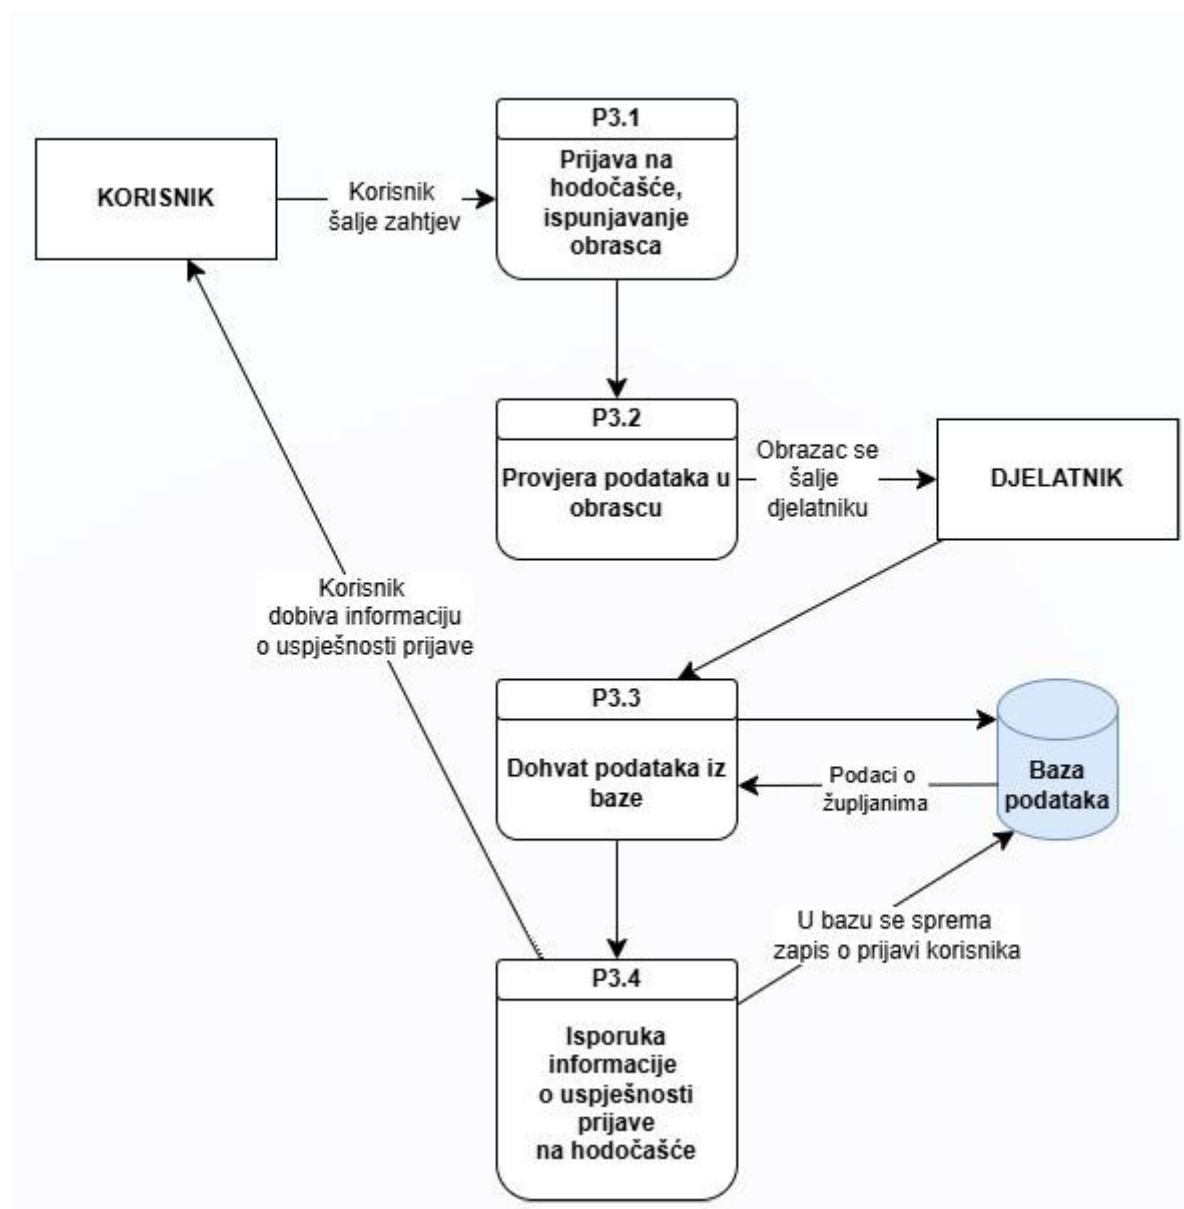 P3.1
Prijava na
hodočašće,
ispunjavanje
obrasca
KORISNIK
Korisnik
šalje zahtjev
P3.2
Provjera podataka u
obrascu
Obrazac se
šalje
djelatniku
DJELATNIK
Korisnik
dobiva informaciju
o uspješnosti prijave
P3.3
Dohvat podataka iz
baze
Podaci o
župljanima
Baza
podataka
U bazu se sprema
zapis o prijavi korisnika
P3.4
Isporuka
informacije
o uspješnosti
prijave
na hodočašće